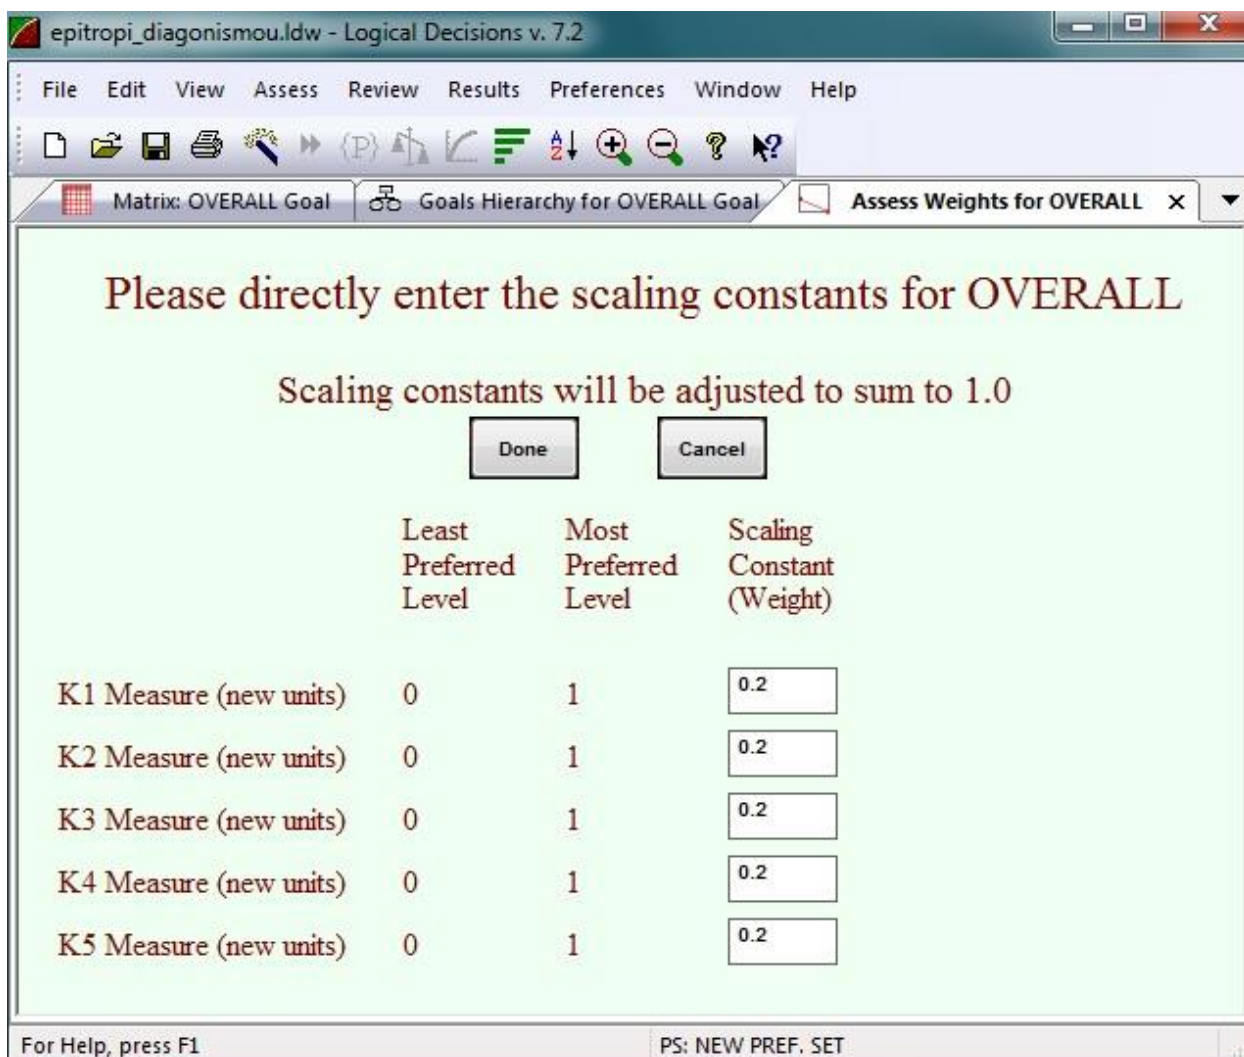 epitropi_diagonismou.ldw - Logical Decisions v. 7.2
File Edit View Assess Review Results Preferences Window Help
{P} A Z ? ?
Matrix: OVERALL Goal Goals Hierarchy for OVERALL Goal Assess Weights for OVERALL
Please directly enter the scaling constants for OVERALL
Scaling constants will be adjusted to sum to 1.0
Done Cancel
Least Preferred Level Most Preferred Level Scaling Constant (Weight)
K1 Measure (new units) 0 1 0.2
K2 Measure (new units) 0 1 0.2
K3 Measure (new units) 0 1 0.2
K4 Measure (new units) 0 1 0.2
K5 Measure (new units) 0 1 0.2
For Help, press F1 PS: NEW PREF. SET